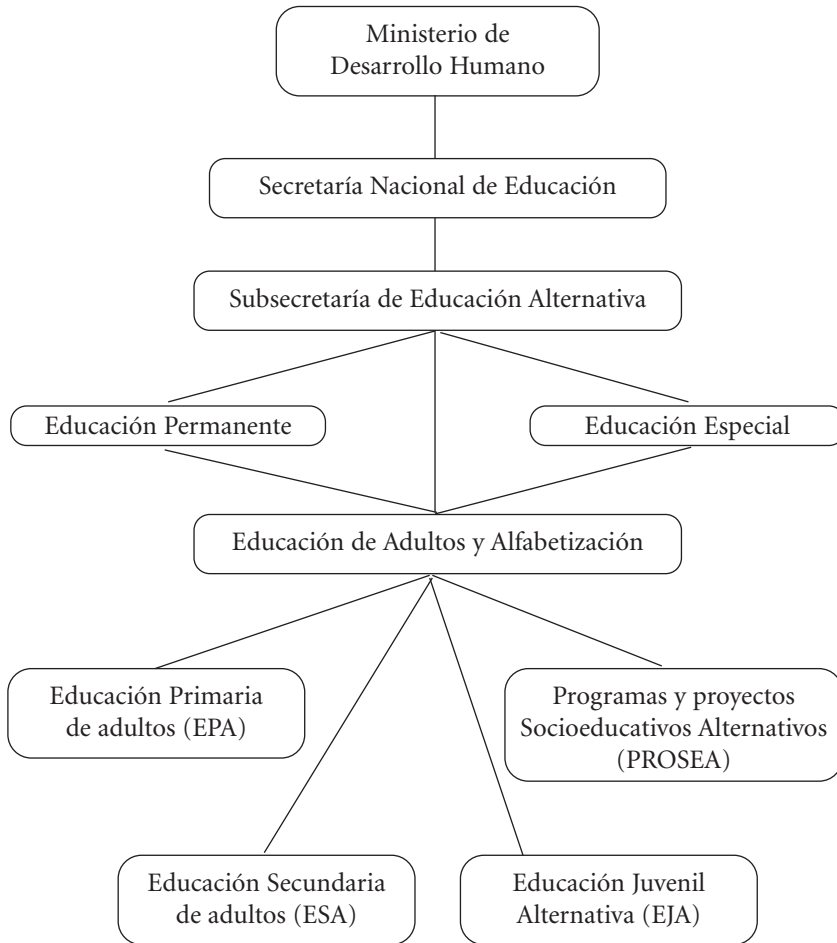 Ministerio de
Desarrollo Humano
Secretaría Nacional de Educación
Subsecretaría de Educación Alternativa
Educación Permanente
Educación Especial
Educación de Adultos y Alfabetización
Educación Primaria
de adultos (EPA)
Programas y proyectos
Socioeducativos Alternativos
(PROSEA)
Educación Secundaria
de adultos (ESA)
Educación Juvenil
Alternativa (EJA)